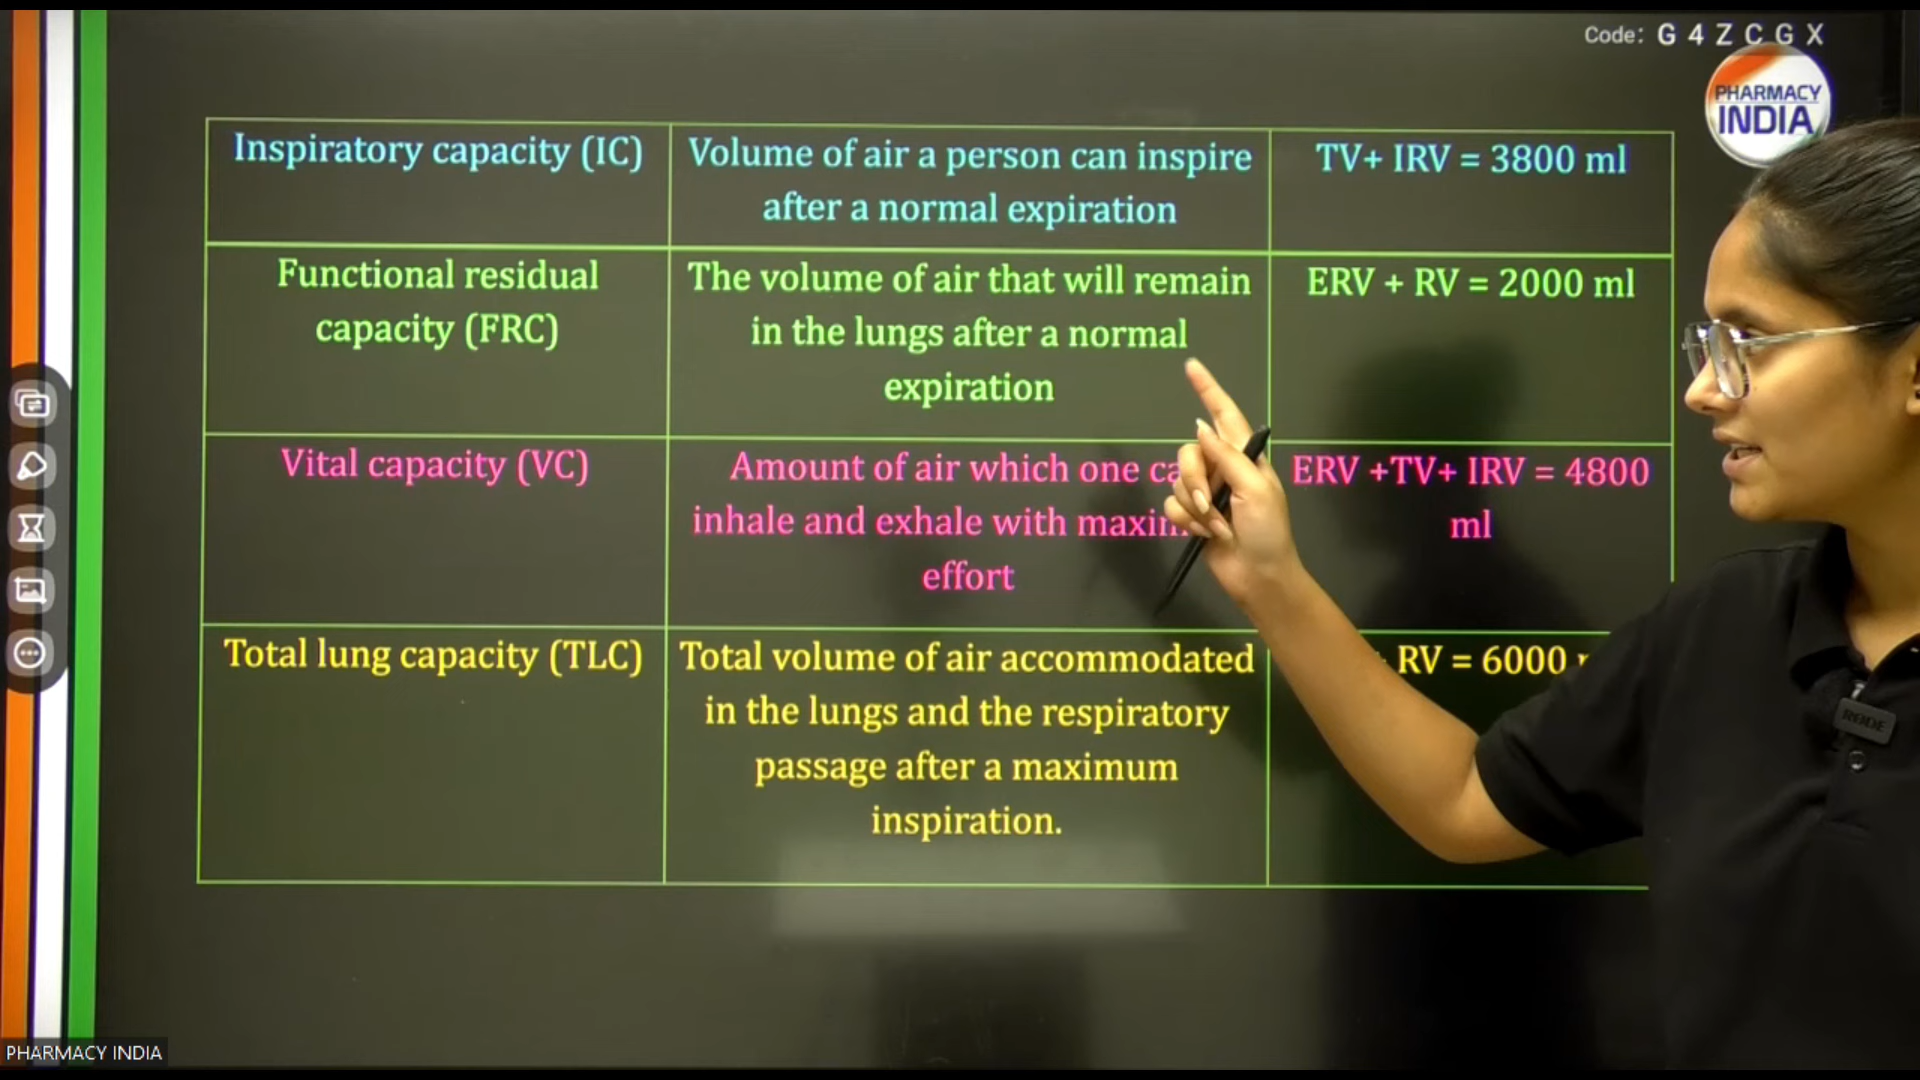 Code: G 4 Z C G X
PHARMACY
INDIA
Inspiratory capacity (IC)
Volume of air a person can inspire
after a normal expiration
TV+ IRV = 3800 ml
Functional residual
capacity (FRC)
The volume of air that will remain
in the lungs after a normal
expiration
ERV + RV = 2000 ml
Vital capacity (VC)
Amount of air which one
inhale and exhale with
effort
ERV +TV+ IRV = 4800
ml
Total lung capacity (TLC)
Total volume of air accommodated
in the lungs and the respiratory
passage after a maximum
inspiration.
RV = 6000
RODE
PHARMACY INDIA